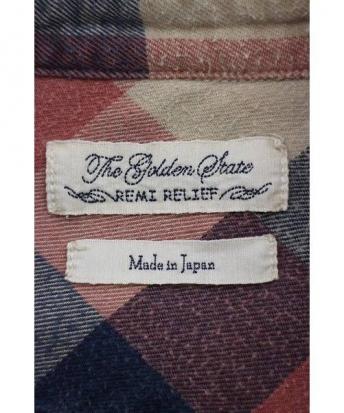 The Golden State
REMI RELIEF
Made in Japan